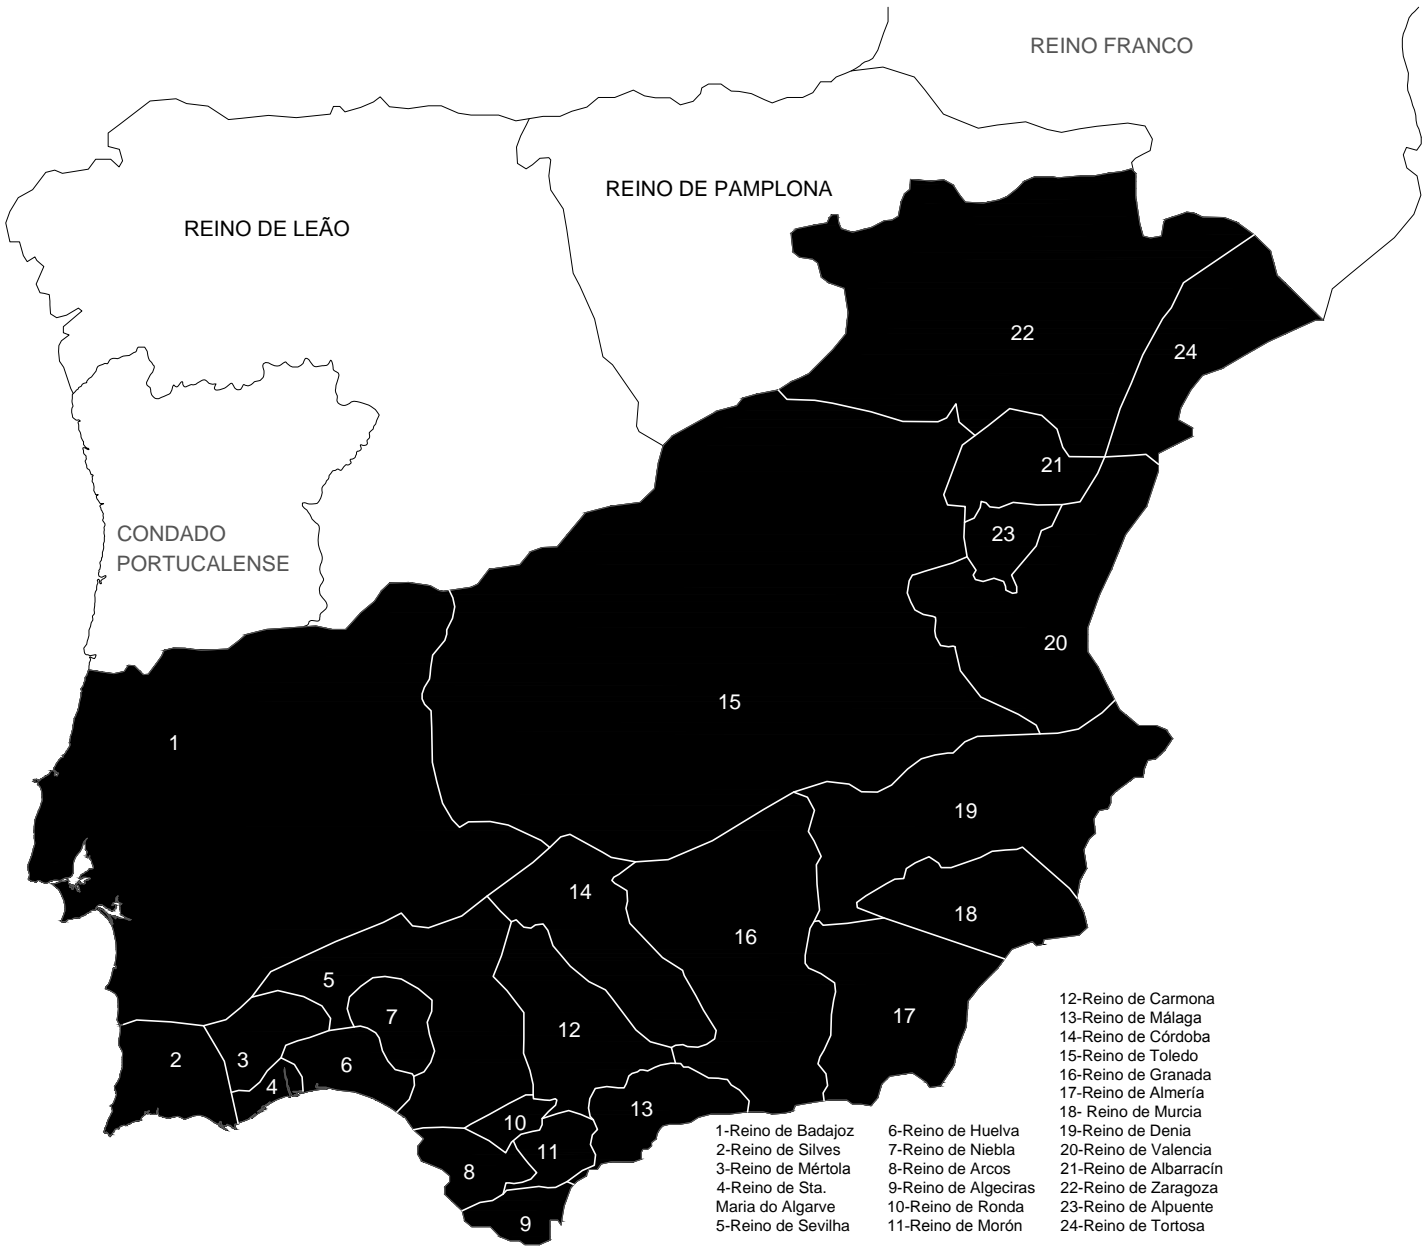 REINO FRANCO
REINO DE PAMPLONA
REINO DE LEÃO
22
24
21
CONDADO
PORTUCALENSE
23
20
15
1
19
14
18
16
5
7
17
12
2
3
6
4
13
10
11
8
9
1-Reino de Badajoz
2-Reino de Silves
3-Reino de Mértola
4-Reino de Sta.
Maria do Algarve
5-Reino de Sevilha
6-Reino de Huelva
7-Reino de Niebla
8-Reino de Arcos
9-Reino de Algeciras
10-Reino de Ronda
11-Reino de Morón
12-Reino de Carmona
13-Reino de Málaga
14-Reino de Córdoba
15-Reino de Toledo
16-Reino de Granada
17-Reino de Almería
18- Reino de Murcia
19-Reino de Denia
20-Reino de Valencia
21-Reino de Albarracín
22-Reino de Zaragoza
23-Reino de Alpuente
24-Reino de Tortosa